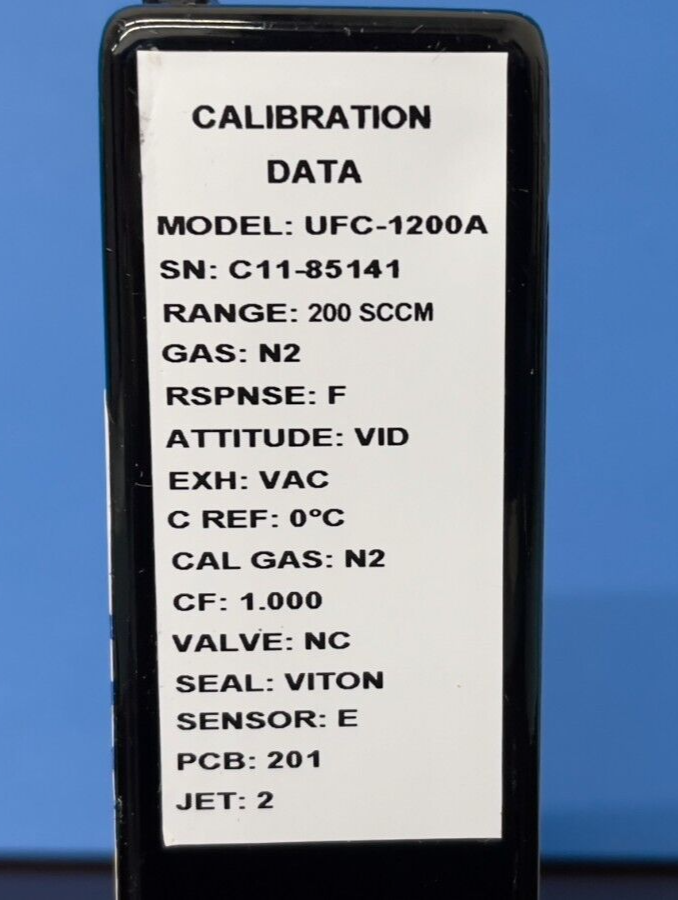 CALIBRATION
DATA
MODEL: UFC-1200A
SN: C11-85141
RANGE: 200 SCCM
GAS: N2
RSPNSE: F
ATTITUDE: VID
EXH: VAC
C REF: 0°C
CAL GAS: N2
CF: 1.000
VALVE: NC
SEAL: VITON
SENSOR: E
PCB: 201
JET: 2